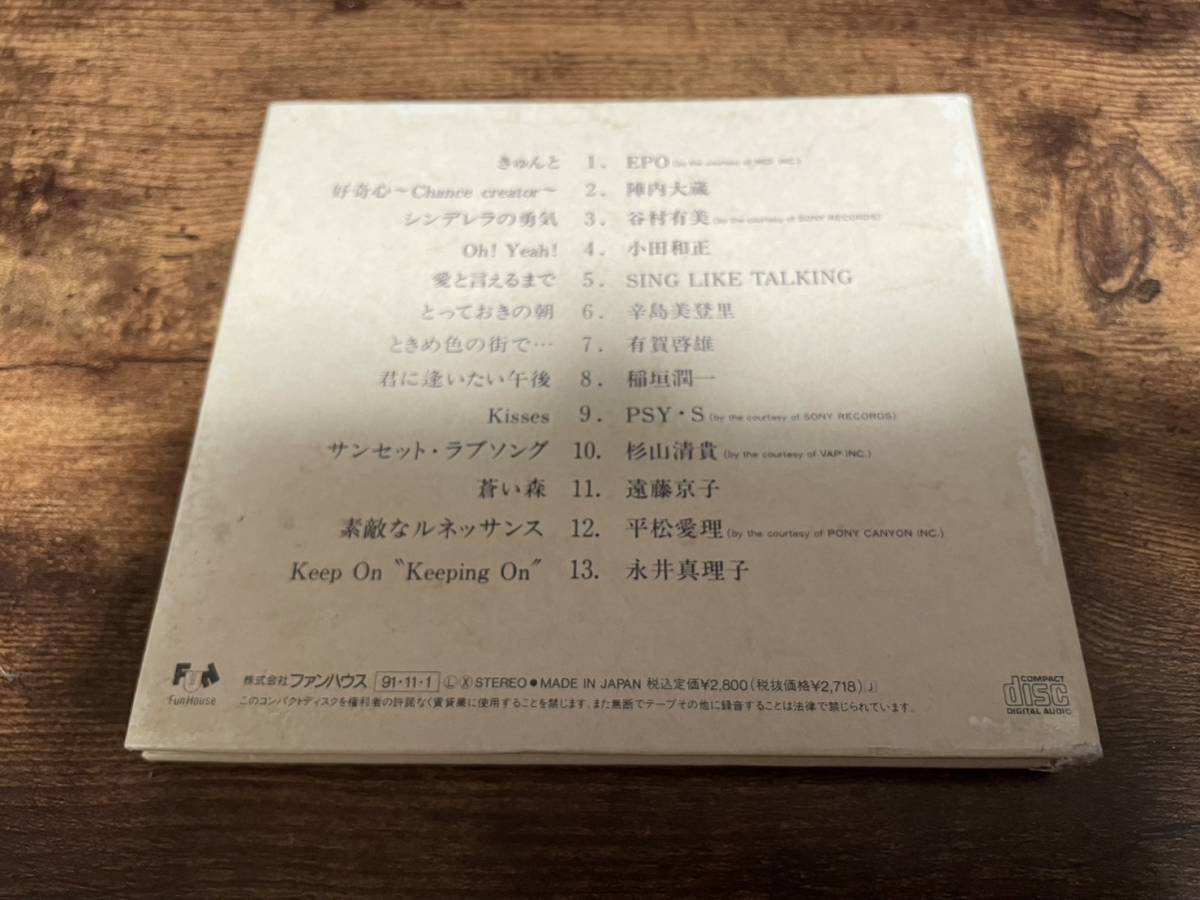 きゅんと 1. EPO (by the courtesy of MIDI INC.)
好奇心～Chance creator～ 2. 陣内大蔵
シンデレラの勇気 3. 谷村有美 (by the courtesy of SONY RECORDS)
Oh! Yeah! 4. 小田和正
愛と言えるまで 5. SING LIKE TALKING
とっておきの朝 6. 辛島美登里
ときめ色の街で… 7. 有賀啓雄
君に逢いたい午後 8. 稲垣潤一
Kisses 9. PSY・S (by the courtesy of SONY RECORDS)
サンセット・ラブソング 10. 杉山清貴 (by the courtesy of VAP INC.)
蒼い森 11. 遠藤京子
素敵なルネッサンス 12. 平松愛理 (by the courtesy of PONY CANYON INC.)
Keep On "Keeping On" 13. 永井真理子
FUN
FunHouse
株式会社ファンハウス 91・11・1 Ⓛ Ⓧ STEREO●MADE IN JAPAN 税込定価¥2,800(税抜価格¥2,718)〔J〕
このコンパクトディスクを権利者の許諾なく賃貸業に使用することを禁じます。また無断でテープその他に録音することは法律で禁じられています。
COMPACT
disc
DIGITAL AUDIO